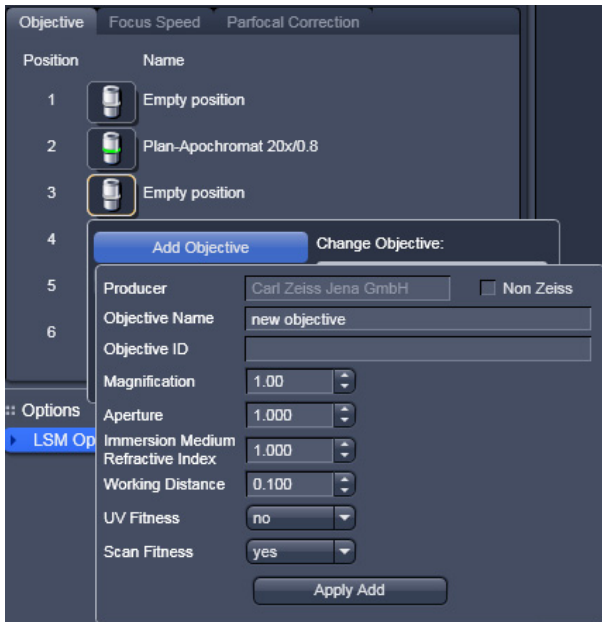 Objective Focus Speed Parfocal Correction
Position Name
1 Empty position
2 Plan-Apochromat 20x/0.8
3 Empty position
4 Add Objective Change Objective:
5 Producer Carl Zeiss Jena GmbH Non Zeiss
Objective Name new objective
6
Objective ID
Magnification 1.00
Options
Aperture 1.000
LSM Op
Immersion Medium
Refractive Index 1.000
Working Distance 0.100
UV Fitness no
Scan Fitness yes
Apply Add